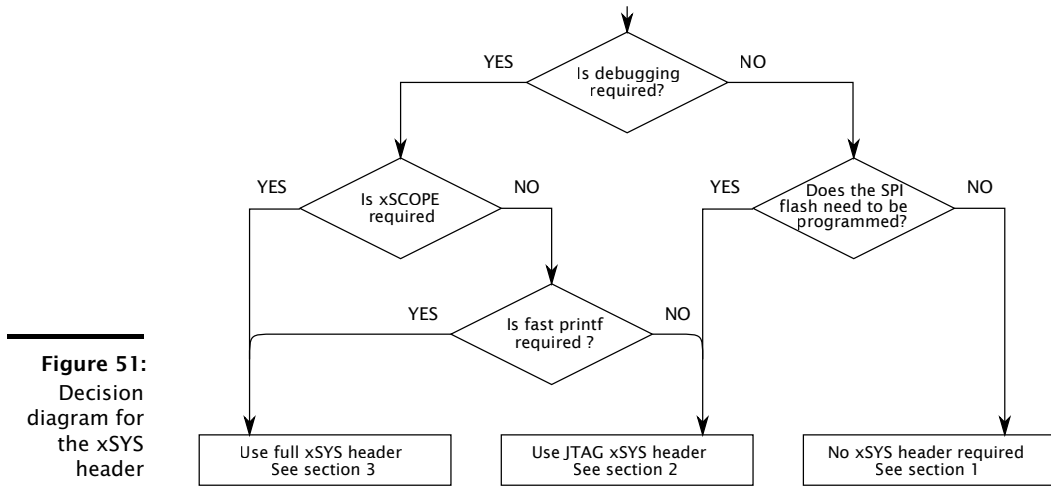 YES
Is debugging
required?
NO
YES
Is xSCOPE
required
NO
YES
Does the SPI
flash need to be
programmed?
NO
YES
Is fast printf
required ?
NO
Figure 51:
Decision
diagram for
the xSYS
header
Use full xSYS header
See section 3
Use JTAG xSYS header
See section 2
No xSYS header required
See section 1